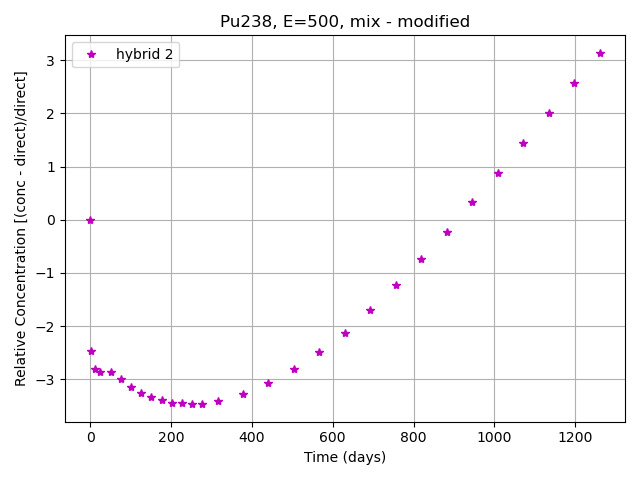 Pu238, E=500, mix - modified
hybrid 2
Relative Concentration [(conc - direct)/direct]
3
2
1
0
−1
−2
−3
0 200 400 600 800 1000 1200
Time (days)